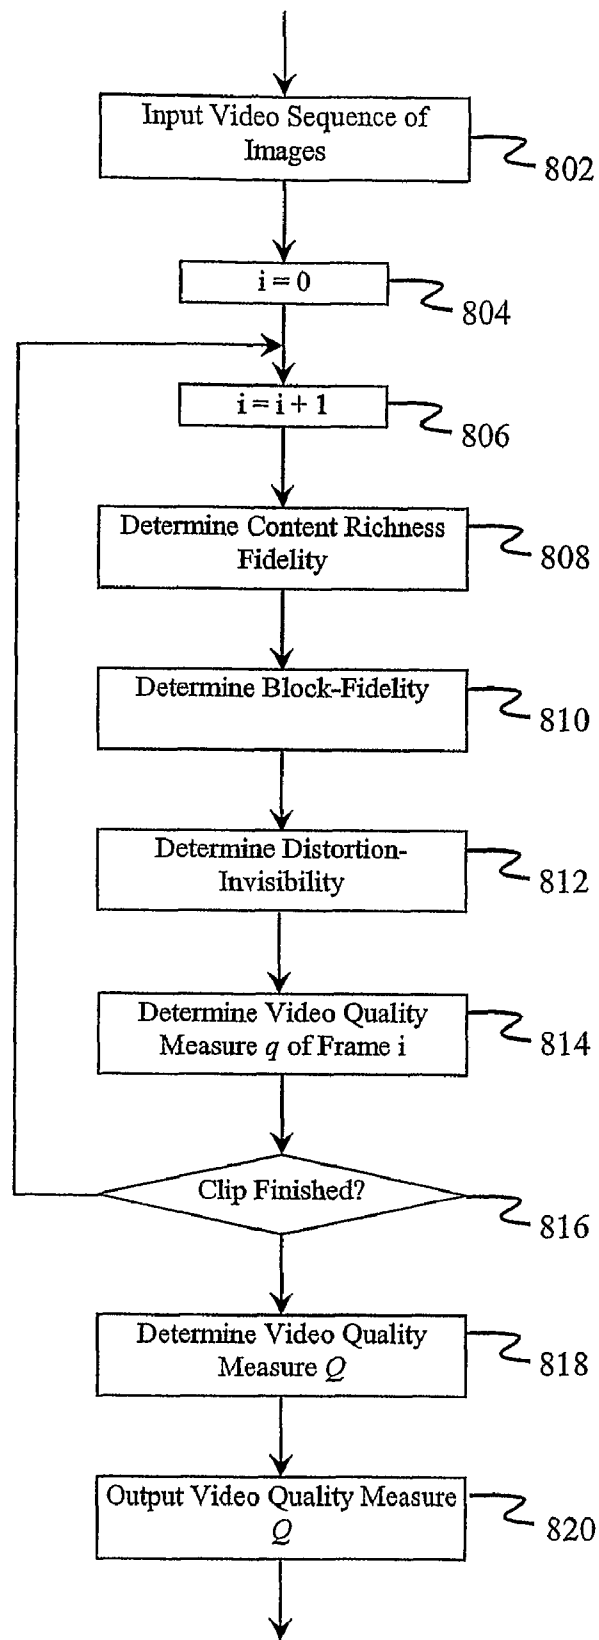 Input Video Sequence of
Images
802
i = 0
804
i = i + 1
806
Determine Content Richness
Fidelity
808
Determine Block-Fidelity
810
Determine Distortion-
Invisibility
812
Determine Video Quality
Measure q of Frame i
814
Clip Finished?
816
Determine Video Quality
Measure Q
818
Output Video Quality Measure
Q
820